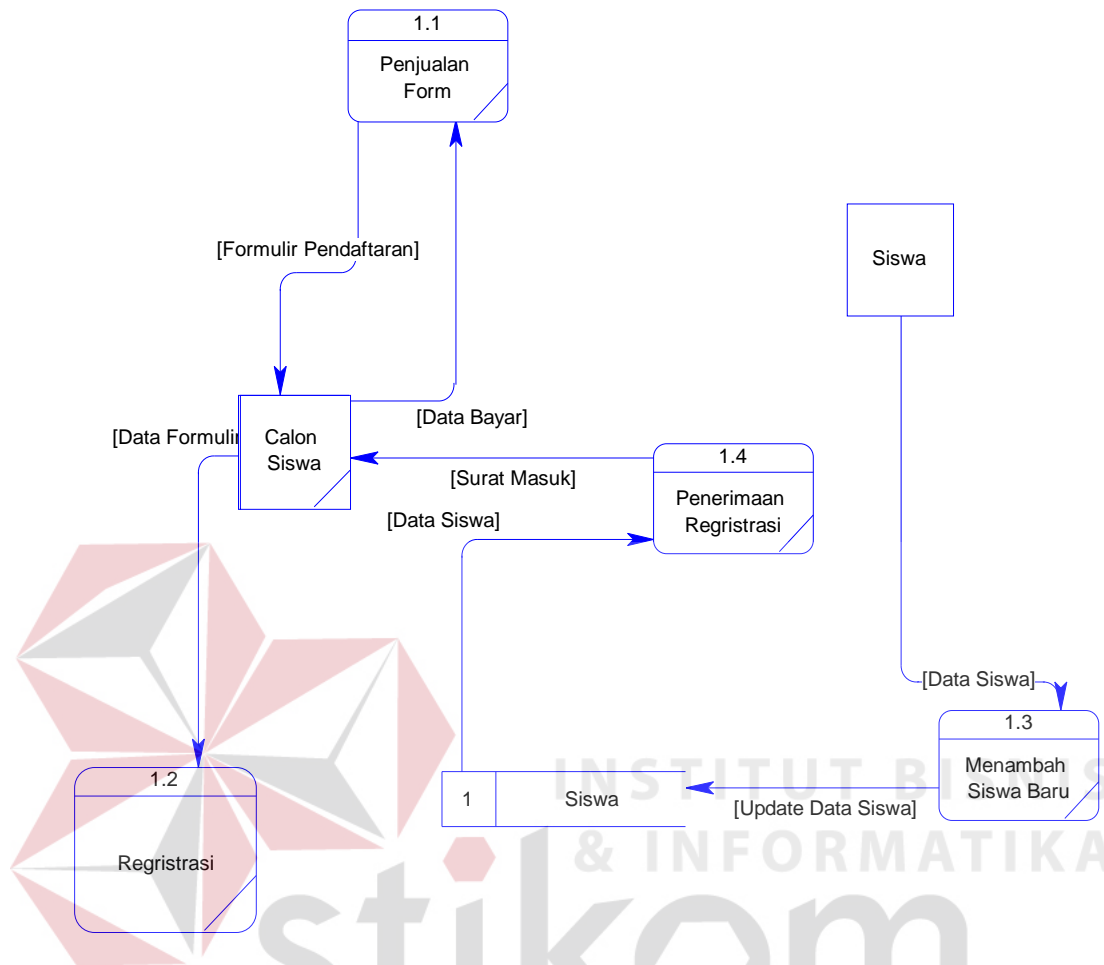 1.1
Penjualan
Form
[Formulir Pendaftaran]
Siswa
[Data Bayar]
[Data Formulir
Calon
Siswa
1.4
[Surat Masuk]
Penerimaan
Regristrasi
[Data Siswa]
[Data Siswa]
1.3
Menambah
Siswa Baru
1.2
Regristrasi
1
Siswa
[Update Data Siswa]
INSTITUT BISNIS
& INFORMATIKA
stikom